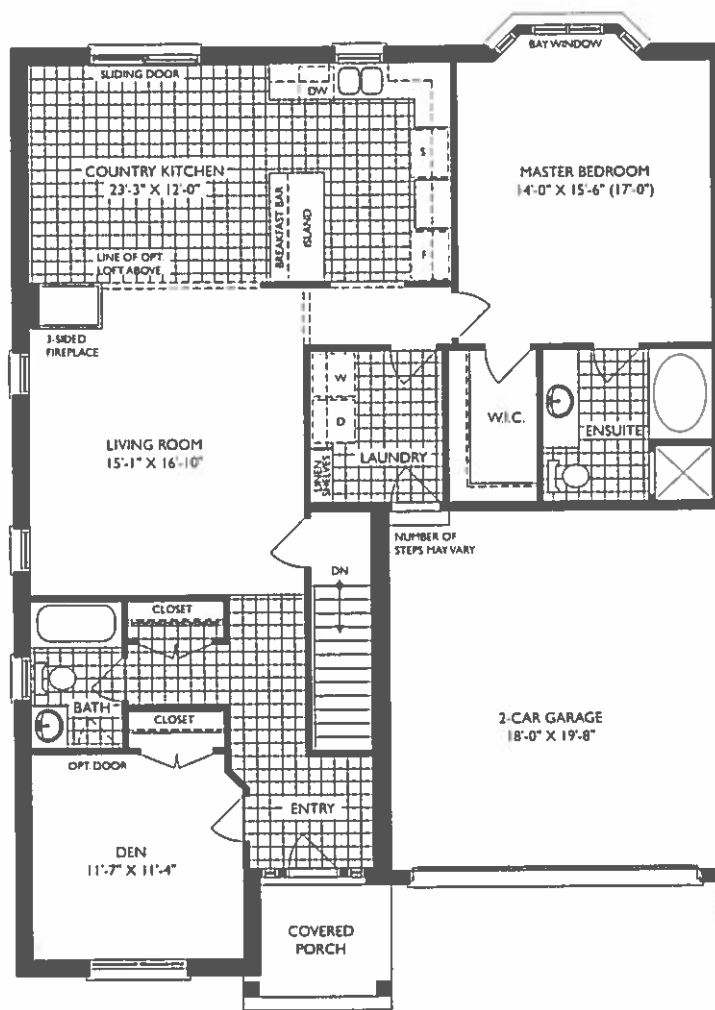 BAY WINDOW
SLIDING DOOR
DW
COUNTRY KITCHEN
23'-3" X 12'-0"
S
MASTER BEDROOM
14'-0" X 15'-6" (17'-0")
BREAKFAST BAR
ISLAND
LINE OF OPT.
LOFT ABOVE
F
3-SIDED
FIREPLACE
W
D
W.I.C.
ENSUITE
LIVING ROOM
15'-1" X 16'-10"
LAUNDRY
LINEN
SHELVES
NUMBER OF
STEPS MAY VARY
DN
CLOSET
BATH
CLOSET
2-CAR GARAGE
18'-0" X 19'-8"
OPT. DOOR
ENTRY
DEN
11'-7" X 11'-4"
COVERED
PORCH